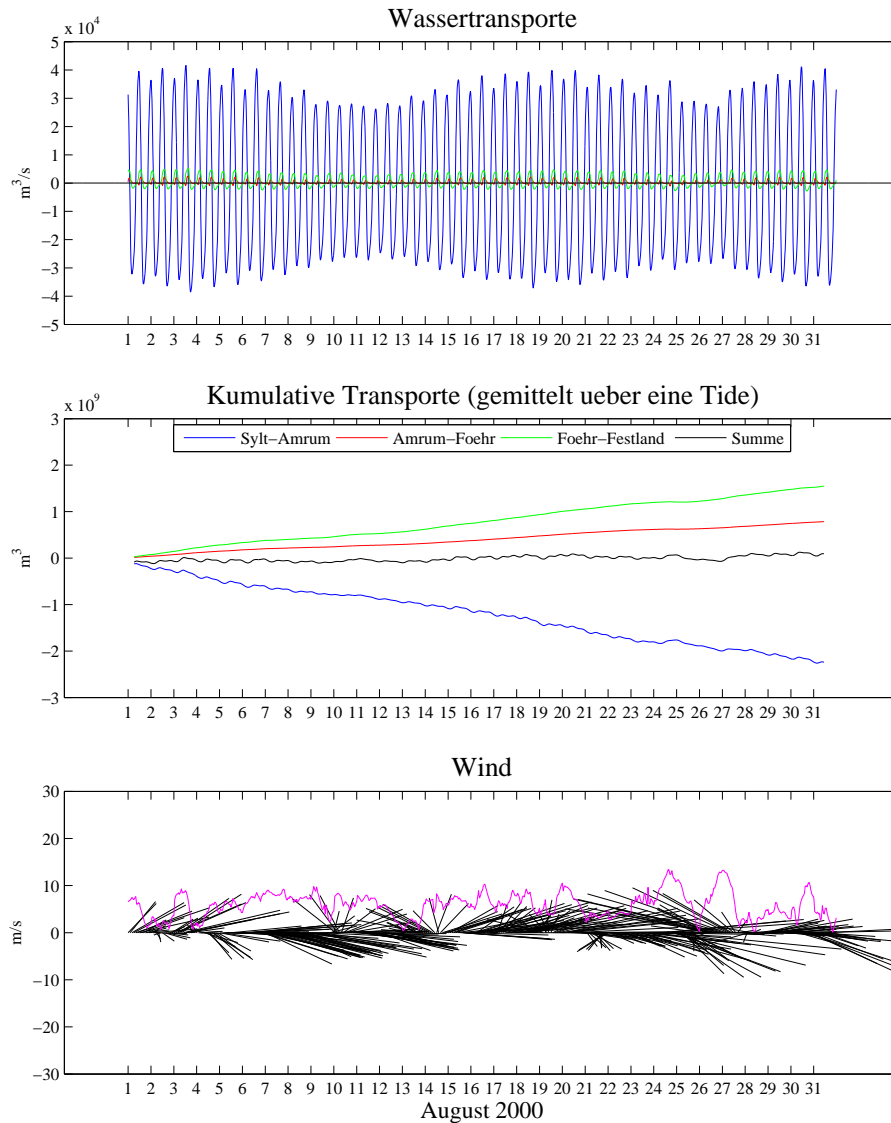 Wassertransporte
x 10^4
5
4
3
2
1
0
−1
−2
−3
−4
−5
m^3/s
1 2 3 4 5 6 7 8 9 10 11 12 13 14 15 16 17 18 19 20 21 22 23 24 25 26 27 28 29 30 31
Kumulative Transporte (gemittelt ueber eine Tide)
x 10^9
Sylt−Amrum Amrum−Foehr Foehr−Festland Summe
3
2
1
0
−1
−2
−3
m^3
1 2 3 4 5 6 7 8 9 10 11 12 13 14 15 16 17 18 19 20 21 22 23 24 25 26 27 28 29 30 31
Wind
30
20
10
0
−10
−20
−30
m/s
1 2 3 4 5 6 7 8 9 10 11 12 13 14 15 16 17 18 19 20 21 22 23 24 25 26 27 28 29 30 31
August 2000